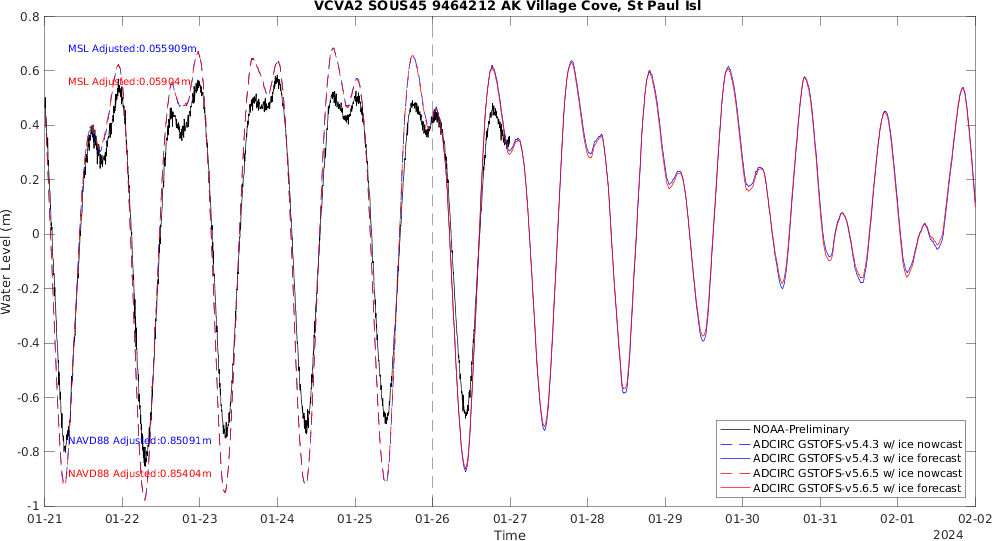 VCVA2 SOUS45 9464212 AK Village Cove, St Paul Isl
MSL Adjusted:0.055909m
MSL Adjusted:0.05904m
NAVD88 Adjusted:0.85091m
NAVD88 Adjusted:0.85404m
Water Level (m)
0.8
0.6
0.4
0.2
0
-0.2
-0.4
-0.6
-0.8
-1
NOAA-Preliminary
ADCIRC GSTOFS-v5.4.3 w/ ice nowcast
ADCIRC GSTOFS-v5.4.3 w/ ice forecast
ADCIRC GSTOFS-v5.6.5 w/ ice nowcast
ADCIRC GSTOFS-v5.6.5 w/ ice forecast
01-21 01-22 01-23 01-24 01-25 01-26 01-27 01-28 01-29 01-30 01-31 02-01 02-02
Time
2024